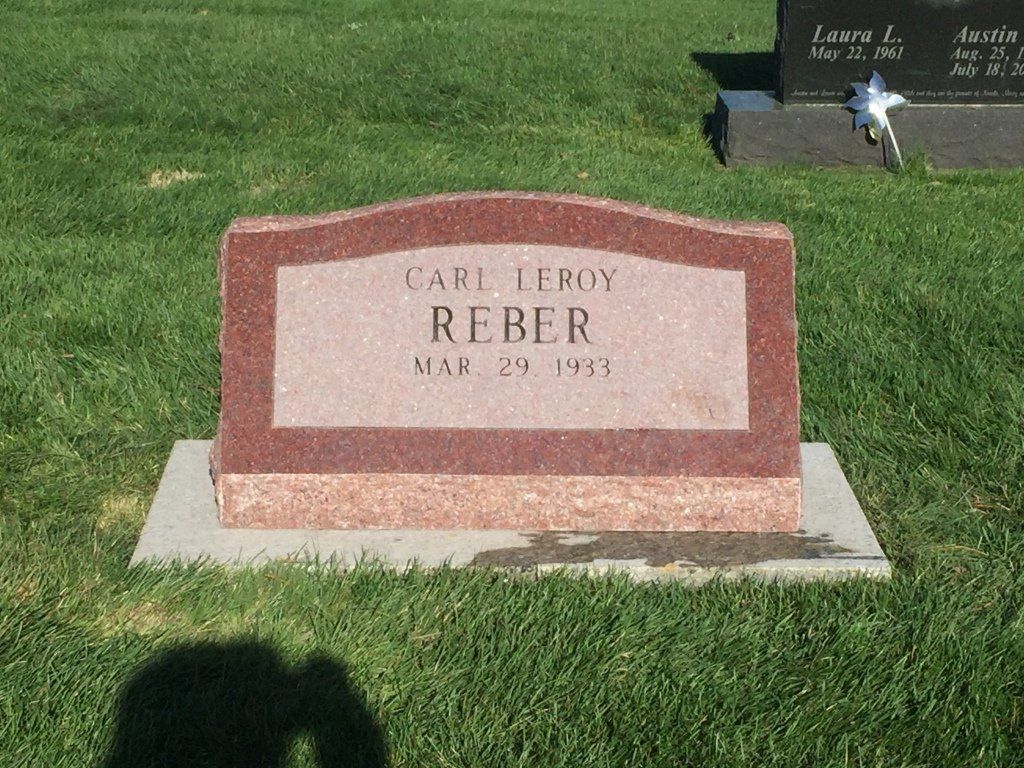 CARL LEROY
REBER
MAR. 29, 1933
Laura L.
May 22, 1961
Austin
Aug. 25,
July 18,